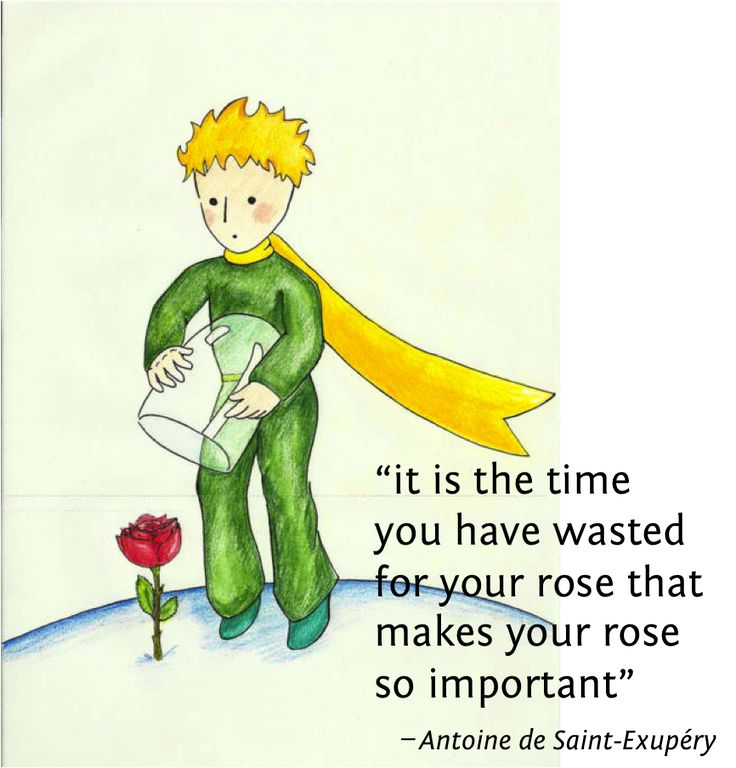 “it is the time
you have wasted
for your rose that
makes your rose
so important”
–Antoine de Saint-Exupéry